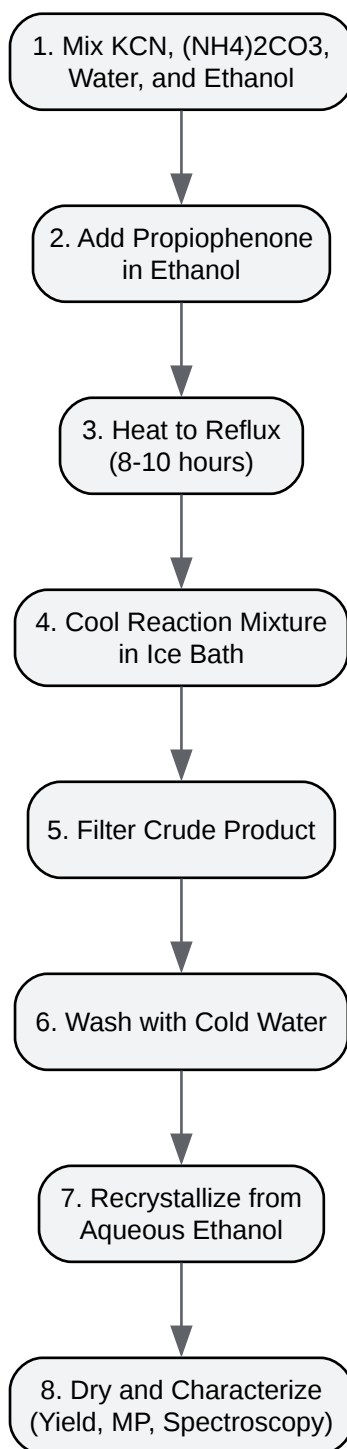 1. Mix KCN, (NH4)2CO3,
Water, and Ethanol
2. Add Propiophenone
in Ethanol
3. Heat to Reflux
(8-10 hours)
4. Cool Reaction Mixture
in Ice Bath
5. Filter Crude Product
6. Wash with Cold Water
7. Recrystallize from
Aqueous Ethanol
8. Dry and Characterize
(Yield, MP, Spectroscopy)